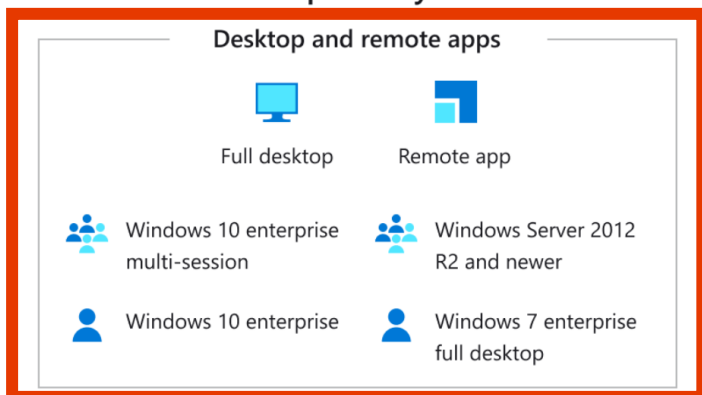 Desktop and remote apps
Full desktop
Remote app
Windows 10 enterprise
multi-session
Windows Server 2012
R2 and newer
Windows 10 enterprise
Windows 7 enterprise
full desktop